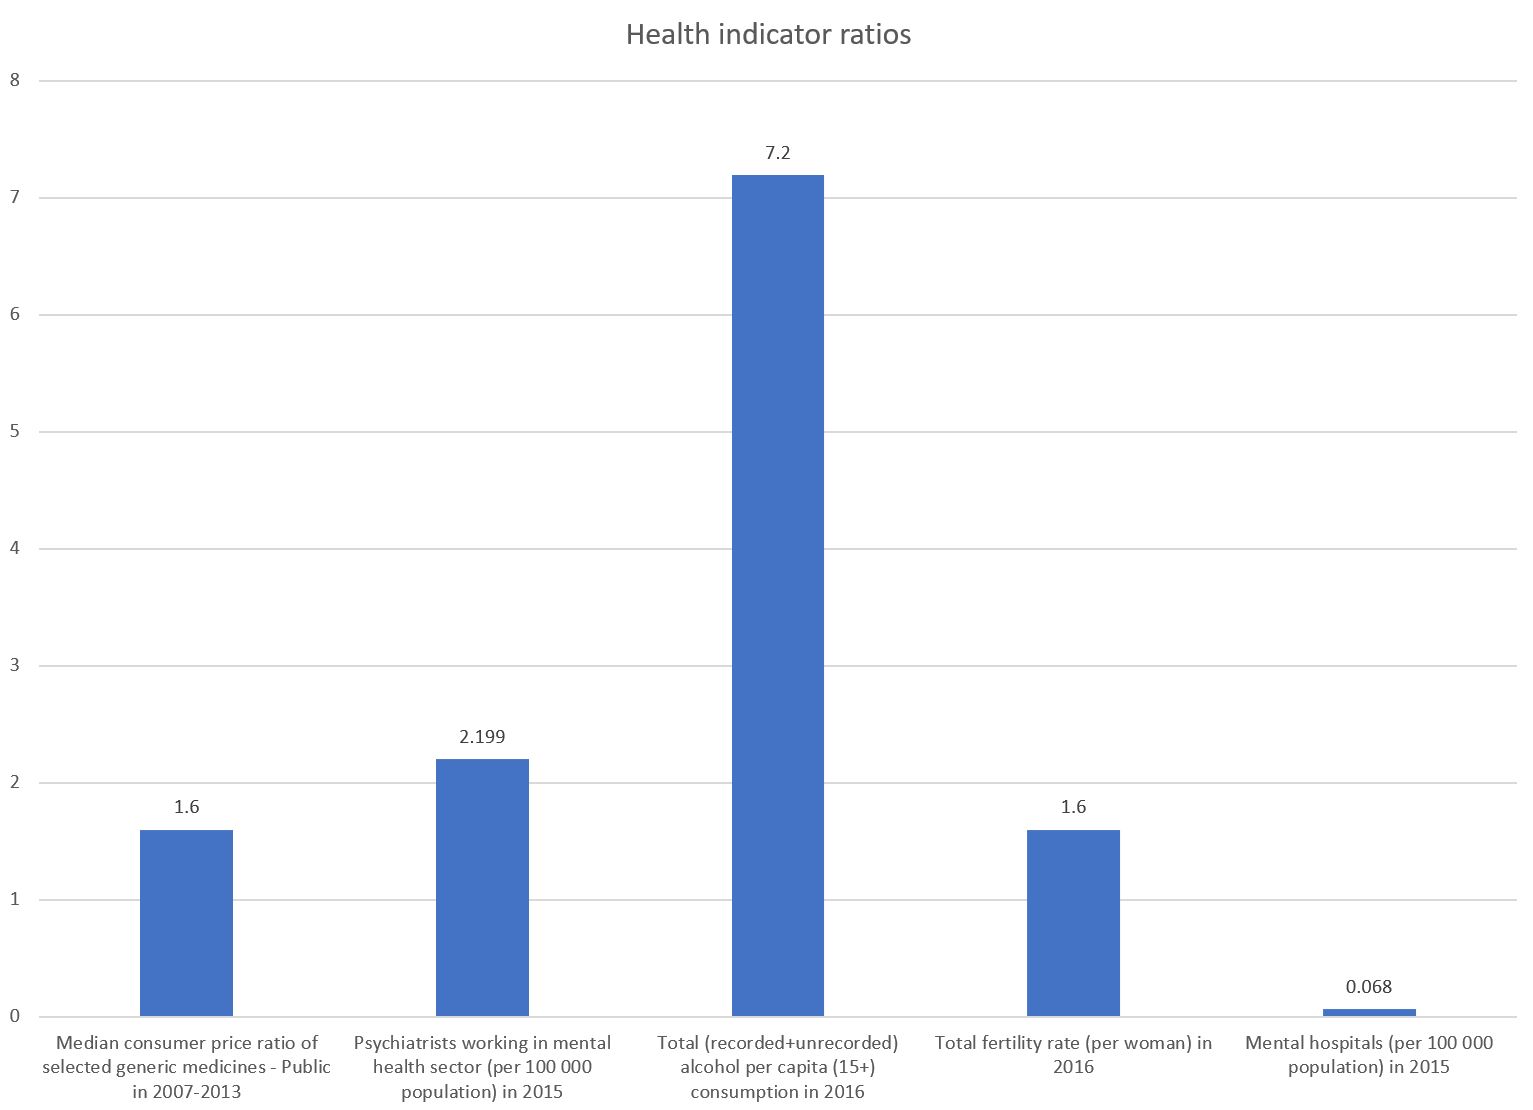 Health indicator ratios
8
7
6
5
4
3
2
1
0
7.2
2.199
1.6
1.6
0.068
Median consumer price ratio of
selected generic medicines - Public
in 2007-2013
Psychiatrists working in mental
health sector (per 100 000
population) in 2015
Total (recorded+unrecorded)
alcohol per capita (15+)
consumption in 2016
Total fertility rate (per woman) in
2016
Mental hospitals (per 100 000
population) in 2015